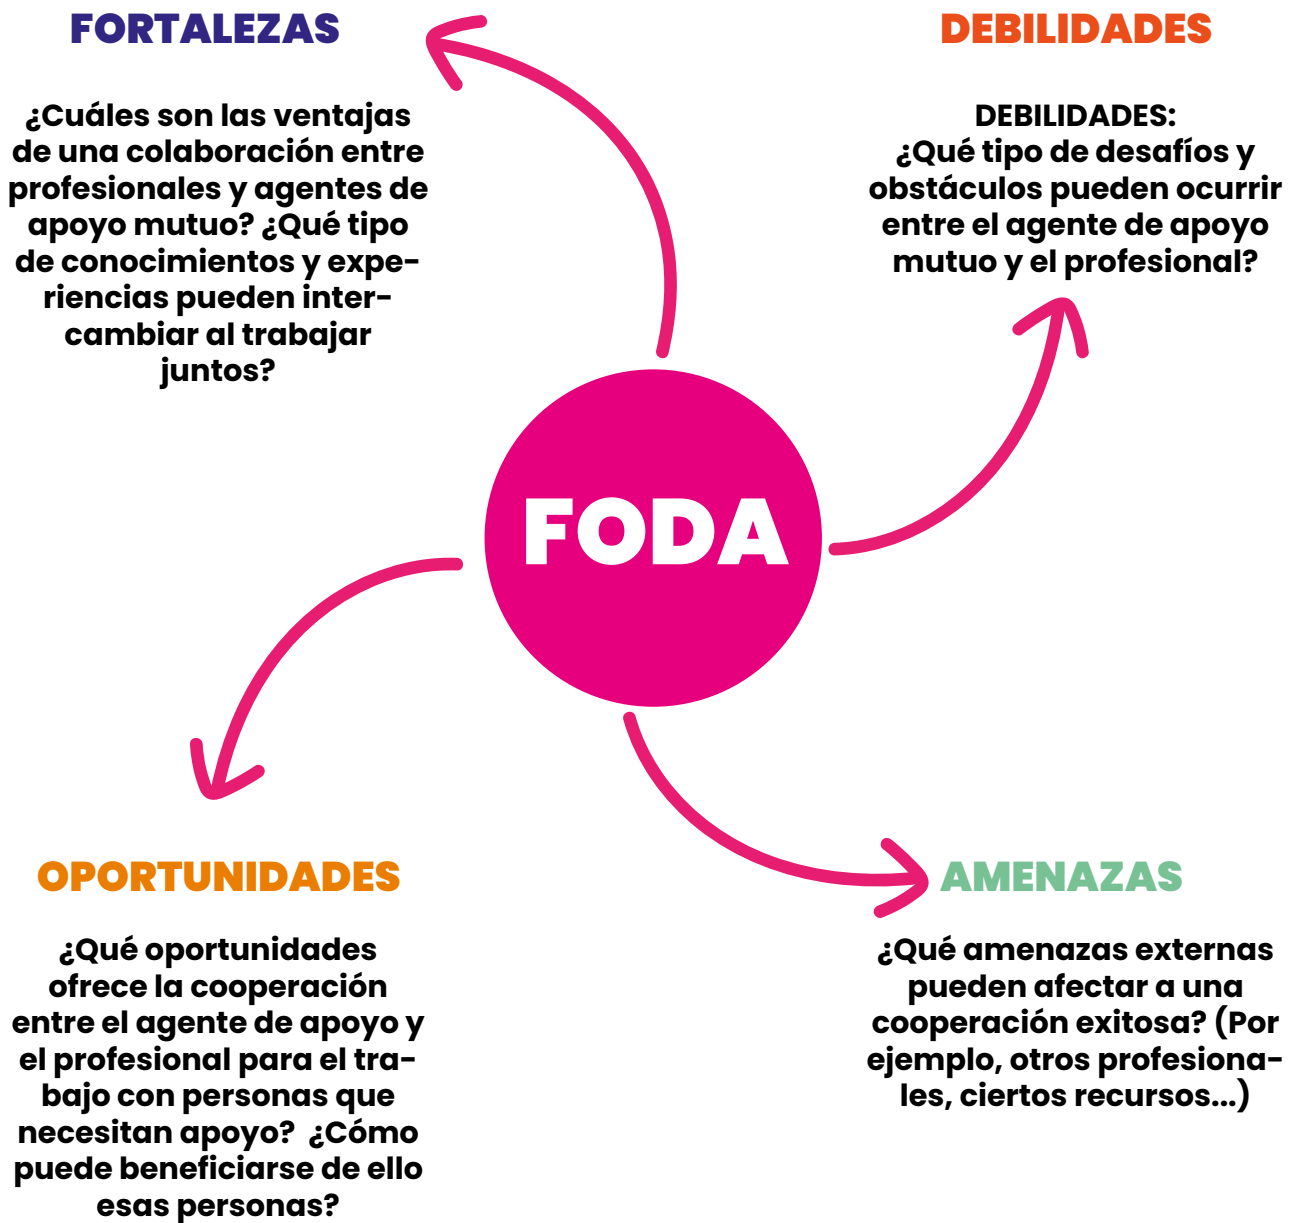 FORTALEZAS
¿Cuáles son las ventajas
de una colaboración entre
profesionales y agentes de
apoyo mutuo? ¿Qué tipo
de conocimientos y expe-
riencias pueden inter-
cambiar al trabajar
juntos?
DEBILIDADES
DEBILIDADES:
¿Qué tipo de desafíos y
obstáculos pueden ocurrir
entre el agente de apoyo
mutuo y el profesional?
FODA
OPORTUNIDADES
¿Qué oportunidades
ofrece la cooperación
entre el agente de apoyo y
el profesional para el tra-
bajo con personas que
necesitan apoyo?  ¿Cómo
puede beneficiarse de ello
esas personas?
AMENAZAS
¿Qué amenazas externas
pueden afectar a una
cooperación exitosa? (Por
ejemplo, otros profesiona-
les, ciertos recursos...)